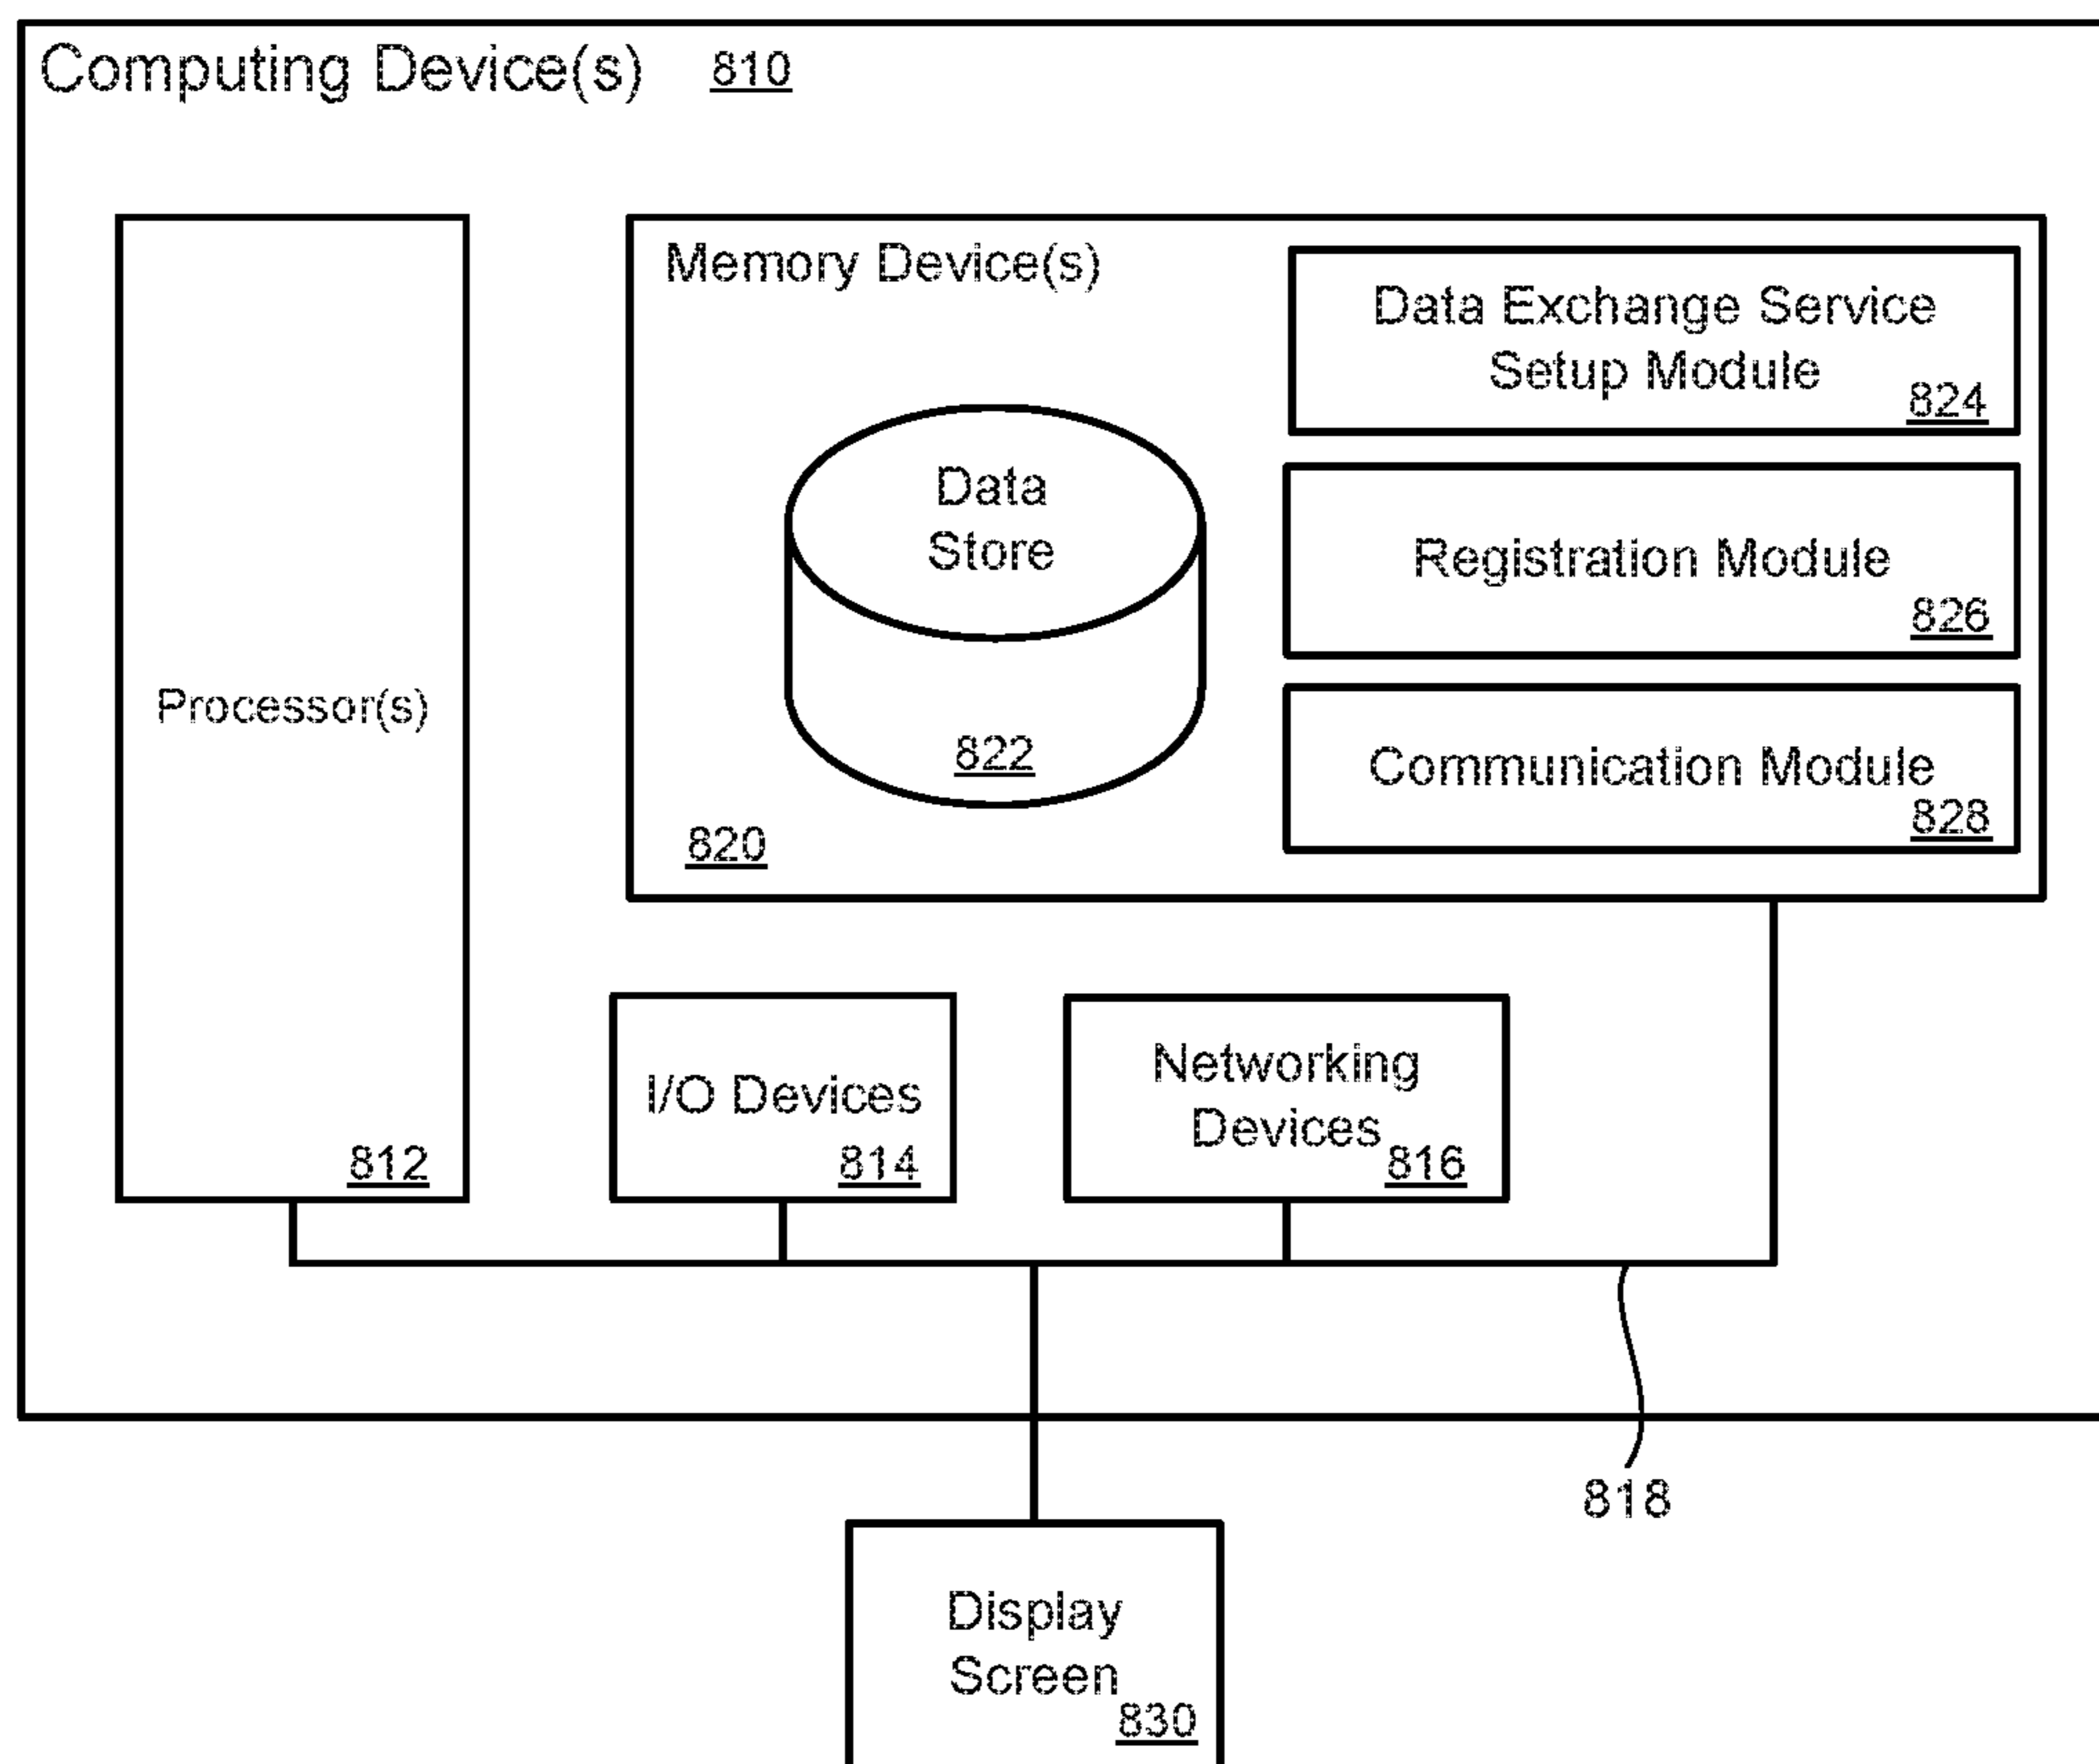 Computing Device(s) 810
Memory Device(s)
Data Exchange Service
Setup Module
824
Data
Store
822
Registration Module
826
Communication Module
828
820
Processor(s)
812
I/O Devices
814
Networking
Devices
816
818
Display
Screen
830